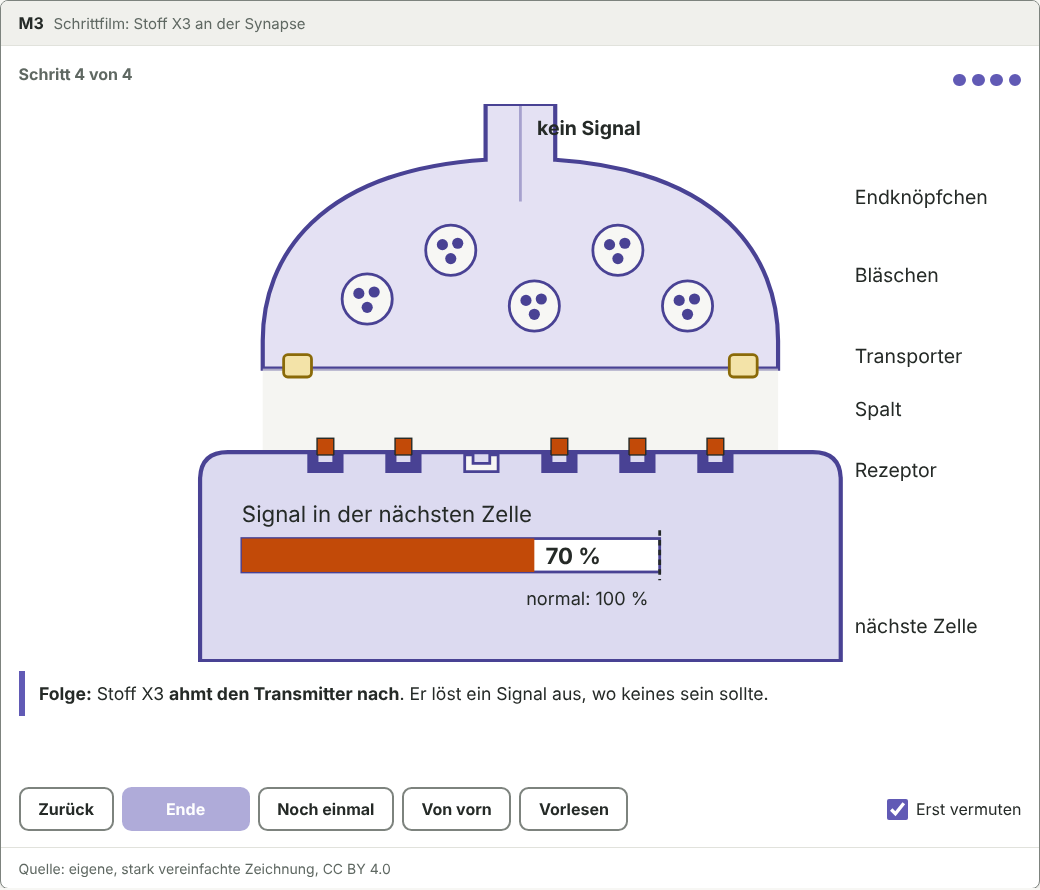 M3 Schrittfilm: Stoff X3 an der Synapse
Schritt 4 von 4
kein Signal
Endknöpfchen
Bläschen
Transporter
Spalt
Rezeptor
Signal in der nächsten Zelle
70 %
normal: 100 %
nächste Zelle
Folge: Stoff X3 ahmt den Transmitter nach. Er löst ein Signal aus, wo keines sein sollte.
Zurück Ende Noch einmal Von vorn Vorlesen Erst vermuten
Quelle: eigene, stark vereinfachte Zeichnung, CC BY 4.0